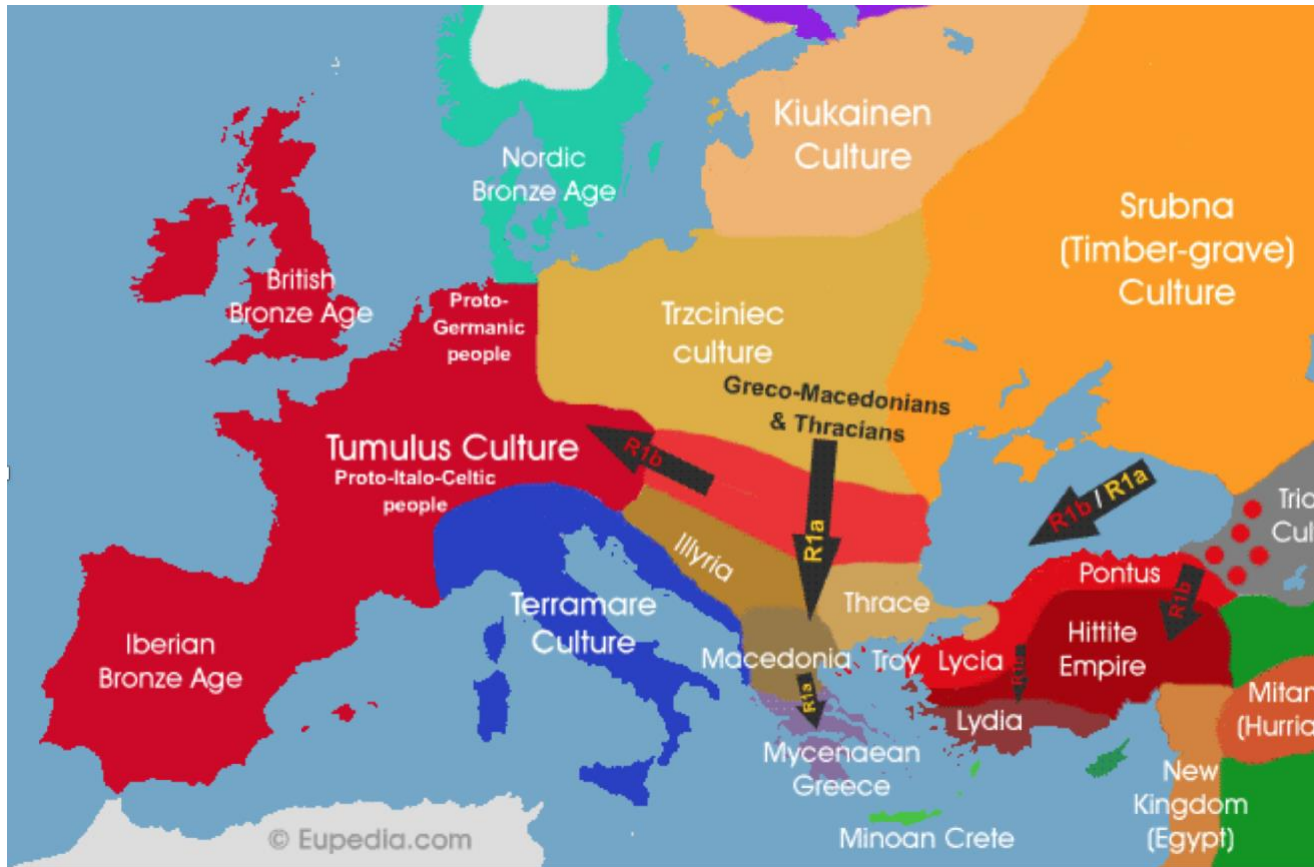 Kiukainen
Culture
Nordic
Bronze Age
Srubna
(Timber-grave)
Culture
British
Bronze Age
Proto-
Germanic
people
Trzciniec
culture
Greco-Macedonians
& Thracians
Tumulus Culture
Proto-Italo-Celtic
people
R1b
R1a
R1b / R1a
Illyria
Terramare
Culture
Iberian
Bronze Age
Thrace
Pontus
R1b
Hittite
Empire
Macedonia
Troy
Lycia
R1a
Lydia
Mycenaean
Greece
Minoan Crete
New
Kingdom
(Egypt)
© Eupedia.com